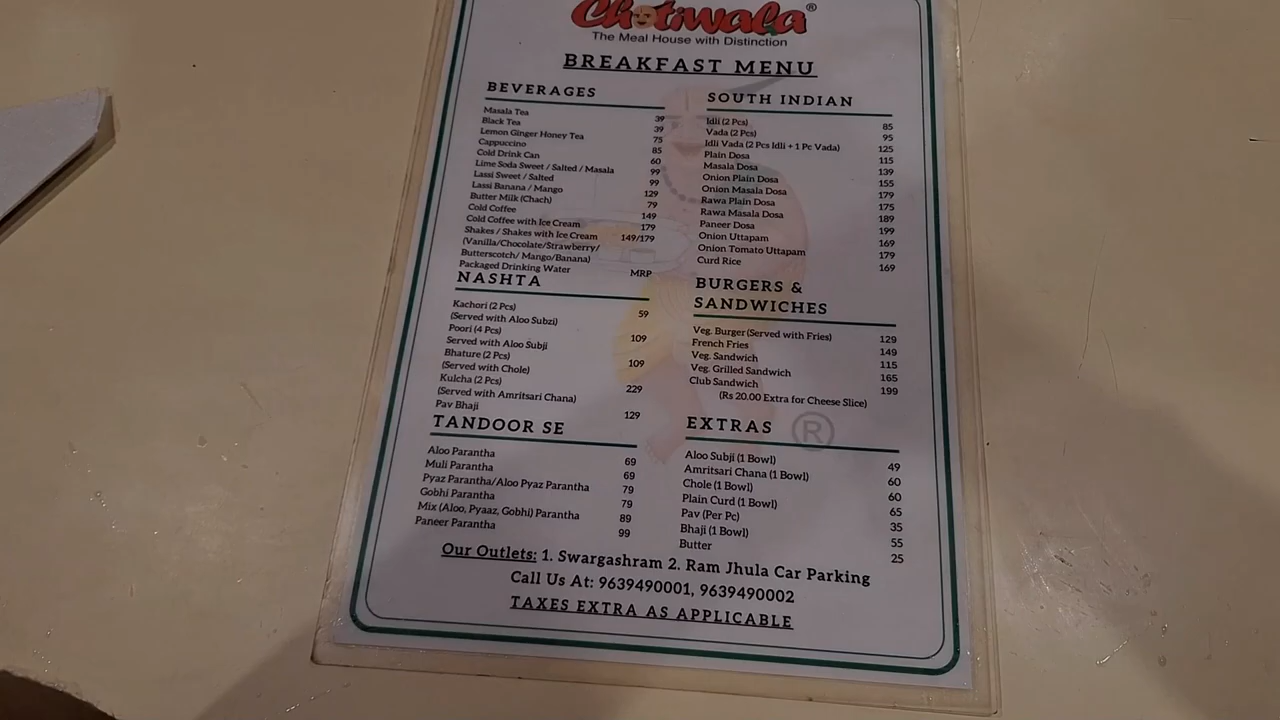 Chotiwala®
The Meal House with Distinction
BREAKFAST MENU
BEVERAGES
Masala Tea 39
Black Tea 39
Lemon Ginger Honey Tea 75
Cappuccino 85
Cold Drink Can 60
Lime Soda Sweet / Salted / Masala 99
Lassi Sweet / Salted 99
Lassi Banana / Mango 129
Butter Milk (Chach) 79
Cold Coffee 149
Cold Coffee with Ice Cream 179
Shakes / Shakes with Ice Cream 149/179
(Vanilla/Chocolate/Strawberry/
Butterscotch/ Mango/Banana)
Packaged Drinking Water MRP
NASHTA
Kachori (2 Pcs) 59
(Served with Aloo Subzi)
Poori (4 Pcs) 109
Served with Aloo Subji
Bhature (2 Pcs) 109
(Served with Chole)
Kulcha (2 Pcs) 229
(Served with Amritsari Chana)
Pav Bhaji 129
TANDOOR SE
Aloo Parantha 69
Muli Parantha 69
Pyaz Parantha/Aloo Pyaz Parantha 79
Gobhi Parantha 79
Mix (Aloo, Pyaaz, Gobhi) Parantha 89
Paneer Parantha 99
SOUTH INDIAN
Idli (2 Pcs) 85
Vada (2 Pcs) 95
Idli Vada (2 Pcs Idli + 1 Pc Vada) 125
Plain Dosa 115
Masala Dosa 139
Onion Plain Dosa 155
Onion Masala Dosa 179
Rawa Plain Dosa 175
Rawa Masala Dosa 189
Paneer Dosa 199
Onion Uttapam 169
Onion Tomato Uttapam 179
Curd Rice 169
BURGERS &
SANDWICHES
Veg. Burger (Served with Fries) 129
French Fries 149
Veg. Sandwich 115
Veg. Grilled Sandwich 165
Club Sandwich 199
(Rs 20.00 Extra for Cheese Slice)
EXTRAS
Aloo Subji (1 Bowl) 49
Amritsari Chana (1 Bowl) 60
Chole (1 Bowl) 60
Plain Curd (1 Bowl) 65
Pav (Per Pc) 35
Bhaji (1 Bowl) 55
Butter 25
®
Our Outlets: 1. Swargashram 2. Ram Jhula Car Parking
Call Us At: 9639490001, 9639490002
TAXES EXTRA AS APPLICABLE